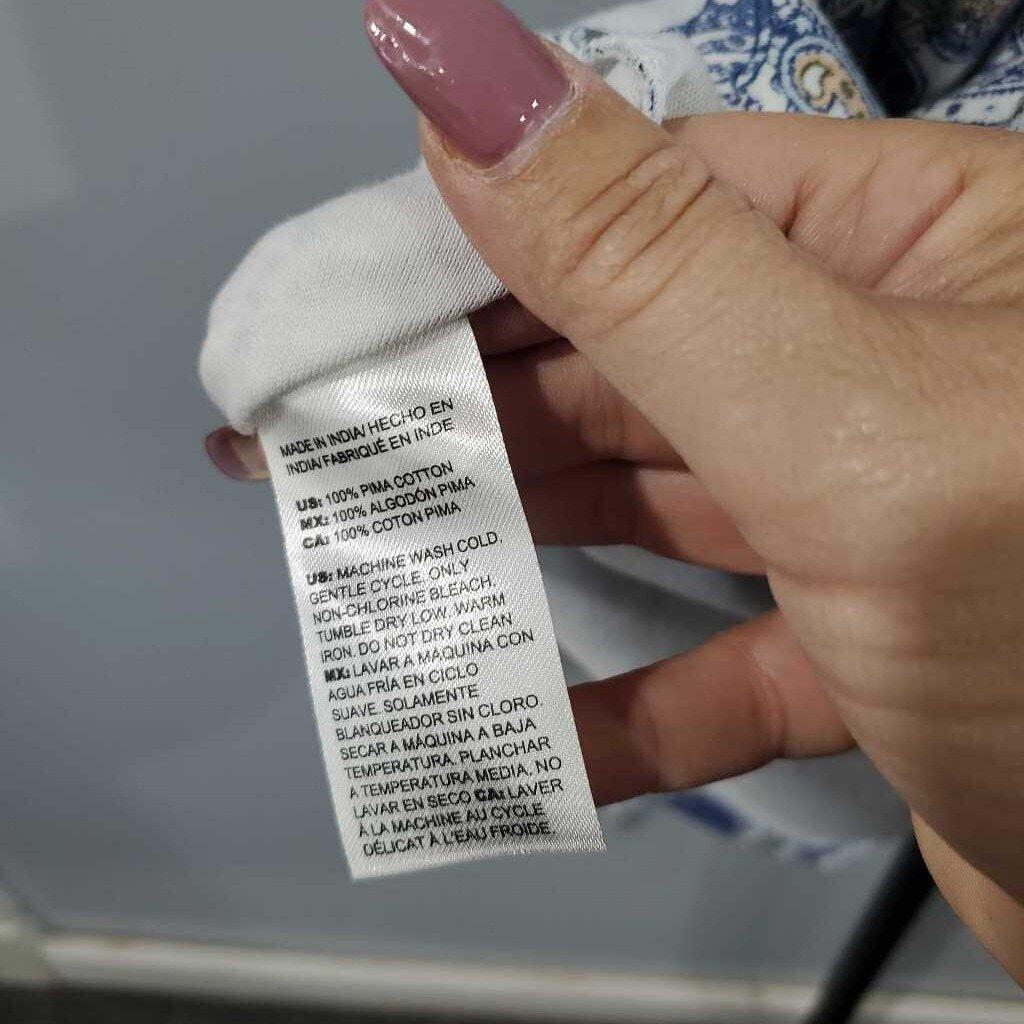 MADE IN INDIA/ HECHO EN
INDIA/ FABRIQUÉ EN INDE
US: 100% PIMA COTTON
MX: 100% ALGODÓN PIMA
CA: 100% COTON PIMA
US: MACHINE WASH COLD.
GENTLE CYCLE. ONLY
NON-CHLORINE BLEACH.
TUMBLE DRY LOW. WARM
IRON. DO NOT DRY CLEAN
MX: LAVAR A MAQUINA CON
AGUA FRÍA EN CICLO
SUAVE. SOLAMENTE
BLANQUEADOR SIN CLORO.
SECAR A MÁQUINA A BAJA
TEMPERATURA. PLANCHAR
A TEMPERATURA MEDIA. NO
LAVAR EN SECO CA: LAVER
À LA MACHINE AU CYCLE
DÉLICAT À L'EAU FROIDE.